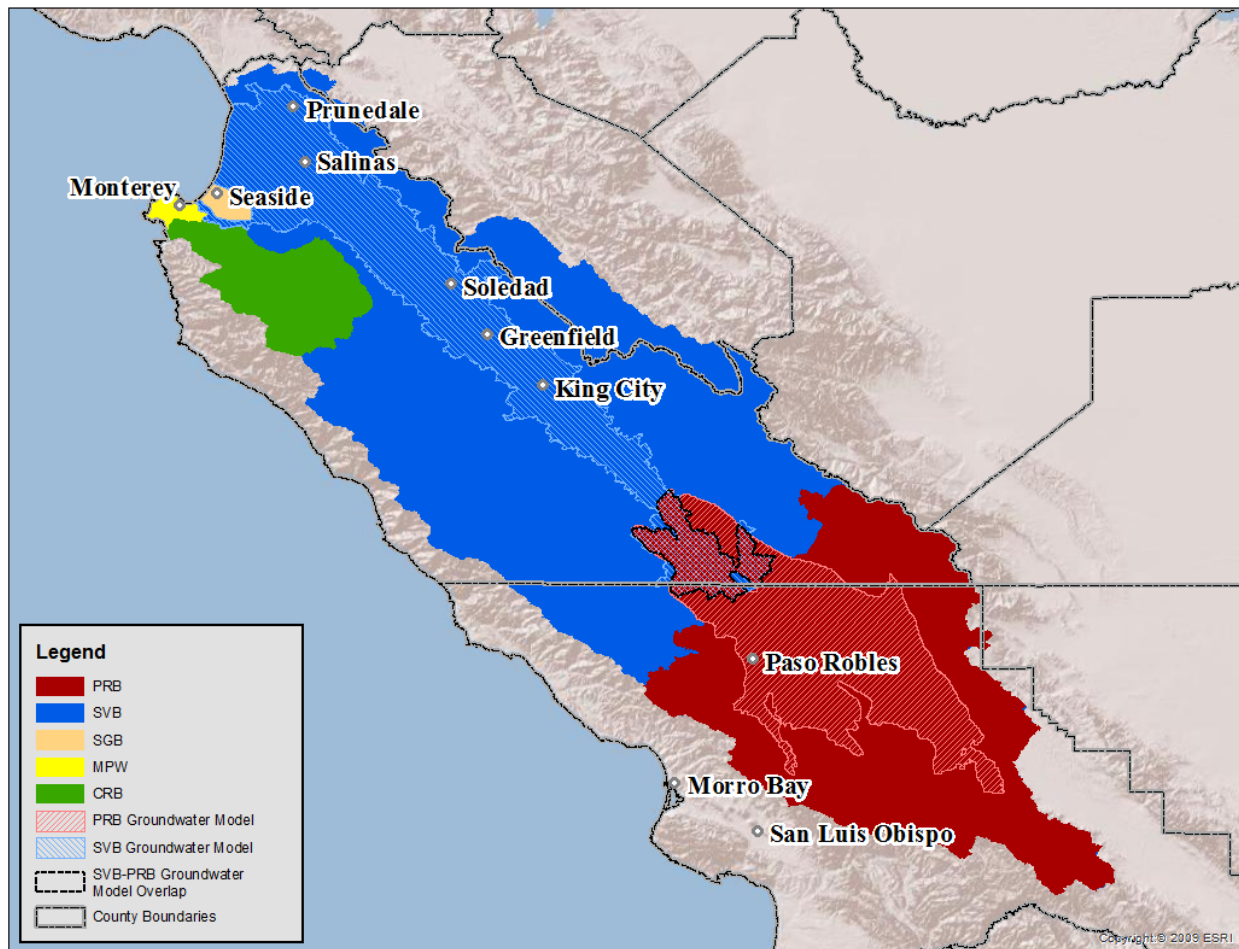 Prunedale
Salinas
Monterey
Seaside
Soledad
Greenfield
King City
Paso Robles
Morro Bay
San Luis Obispo
Legend
PRB
SVB
SGB
MPW
CRB
PRB Groundwater Model
SVB Groundwater Model
SVB-PRB Groundwater
Model Overlap
County Boundaries
Copyright:© 2009 ESRI